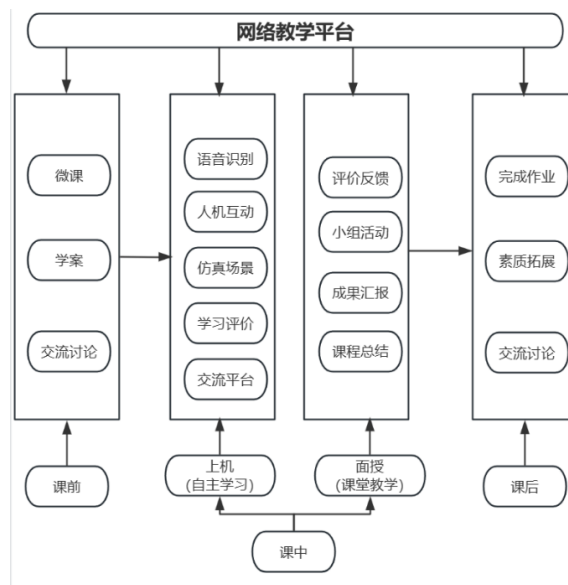 网络教学平台
微课
学案
交流讨论
语音识别
人机互动
仿真场景
学习评价
交流平台
评价反馈
小组活动
成果汇报
课程总结
完成作业
素质拓展
交流讨论
课前
上机
(自主学习)
面授
(课堂教学)
课后
课中